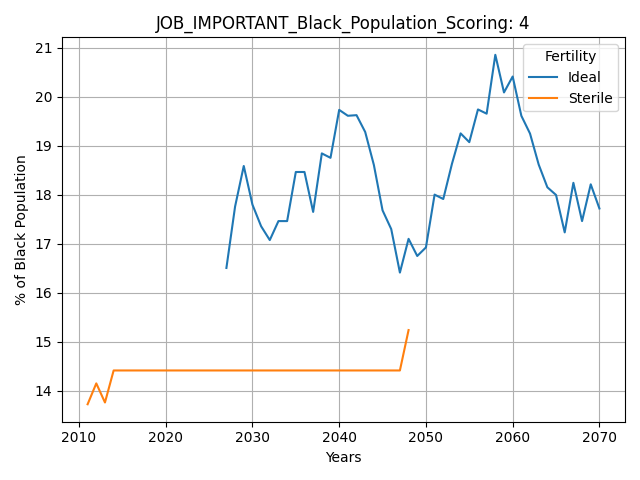 JOB_IMPORTANT_Black_Population_Scoring: 4
Fertility
Ideal
Sterile
% of Black Population
21
20
19
18
17
16
15
14
2010 2020 2030 2040 2050 2060 2070
Years